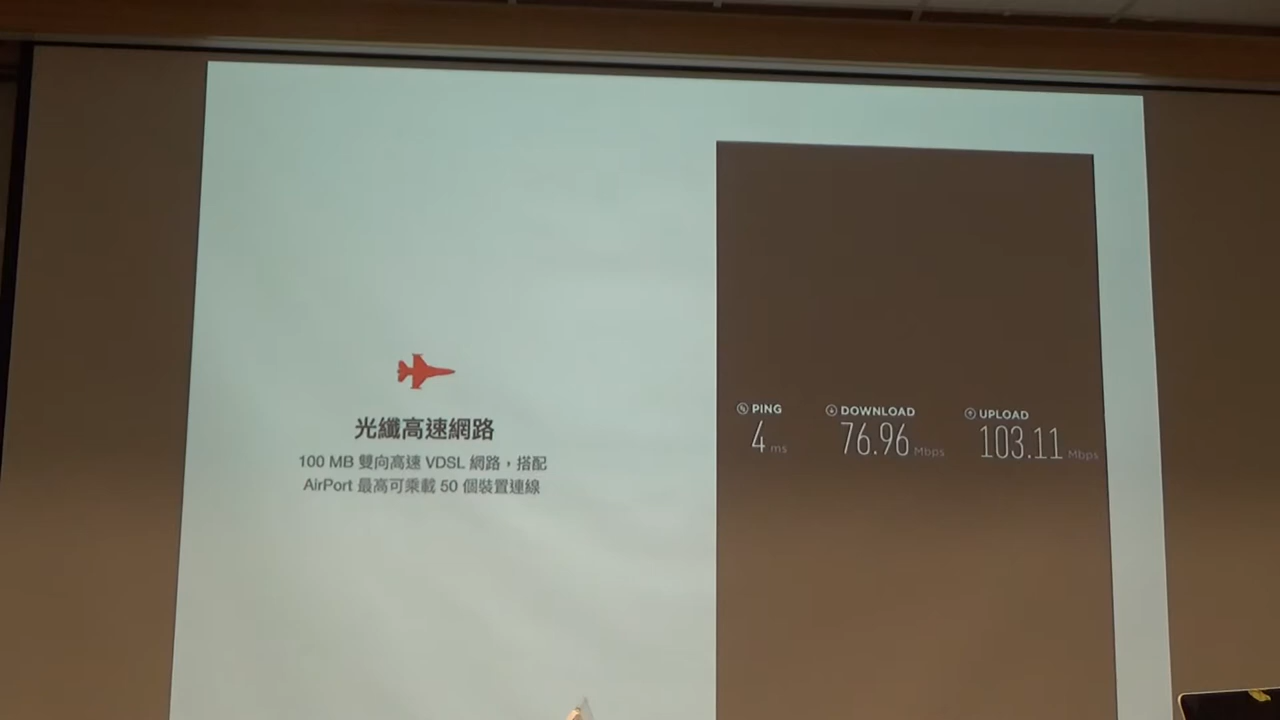 光纖高速網路
100 MB 雙向高速 VDSL 網路，搭配
AirPort 最高可乘載 50 個裝置連線
PING DOWNLOAD UPLOAD
4 ms 76.96 Mbps 103.11 Mbps